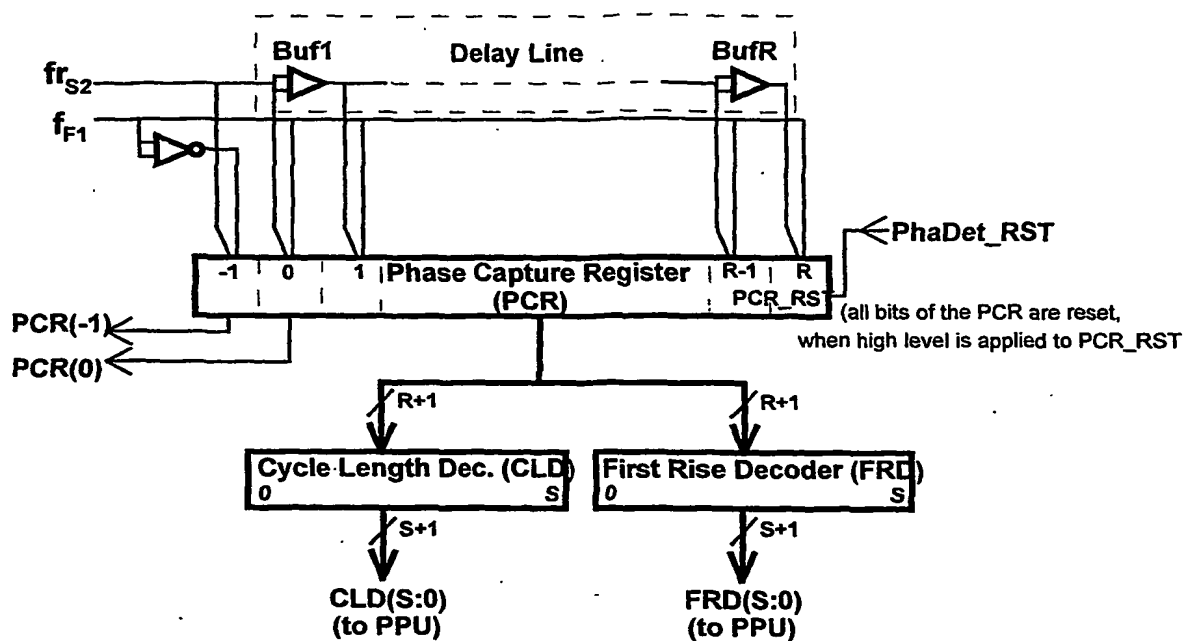 Buf1
Delay Line
BufR
frS2
fF1
PhaDet_RST
-1 0 1 Phase Capture Register R-1 R
(PCR) PCR_RST
PCR(-1)
(all bits of the PCR are reset,
when high level is applied to PCR_RST
PCR(0)
R+1 R+1
Cycle Length Dec. (CLD) First Rise Decoder (FRD)
0 S 0 S
S+1 S+1
CLD(S:0) FRD(S:0)
(to PPU) (to PPU)